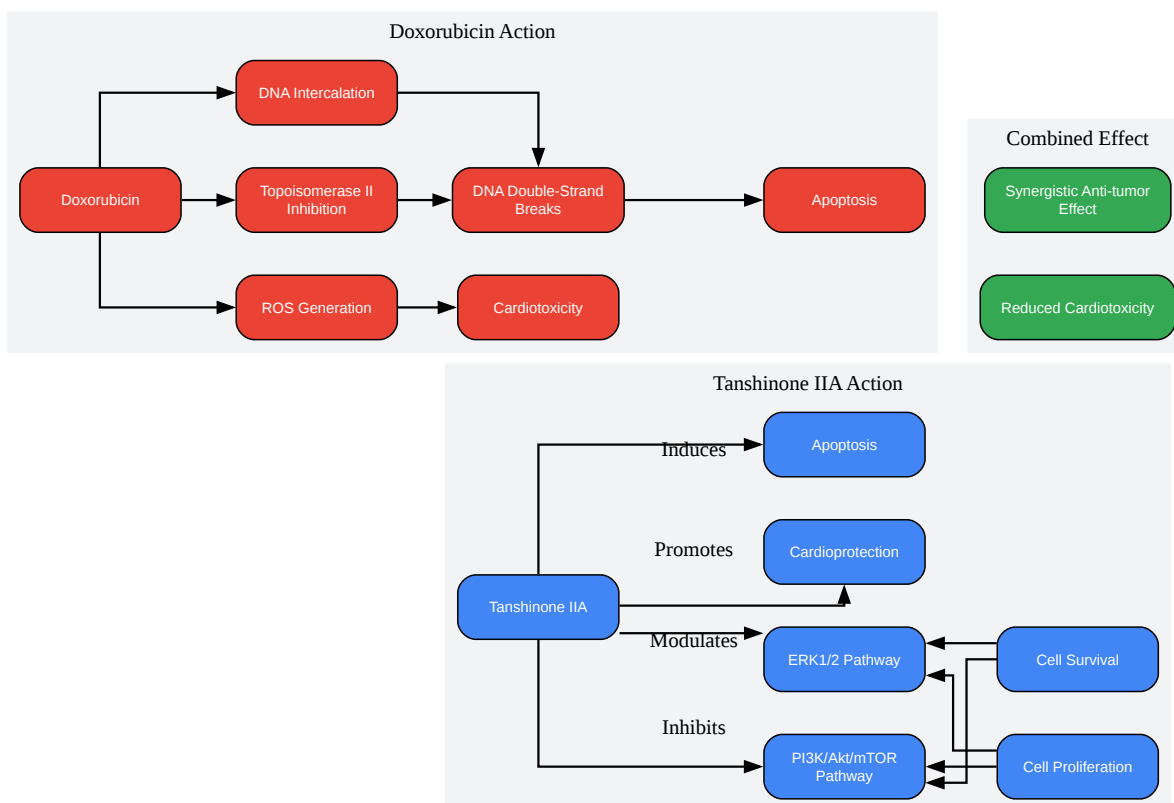 Doxorubicin Action
DNA Intercalation
Doxorubicin
Topoisomerase II
Inhibition
DNA Double-Strand
Breaks
Apoptosis
ROS Generation
Cardiotoxicity
Combined Effect
Synergistic Anti-tumor
Effect
Reduced Cardiotoxicity
Tanshinone IIA Action
Induces
Apoptosis
Promotes
Cardioprotection
Tanshinone IIA
Modulates
ERK1/2 Pathway
Cell Survival
Inhibits
PI3K/Akt/mTOR
Pathway
Cell Proliferation